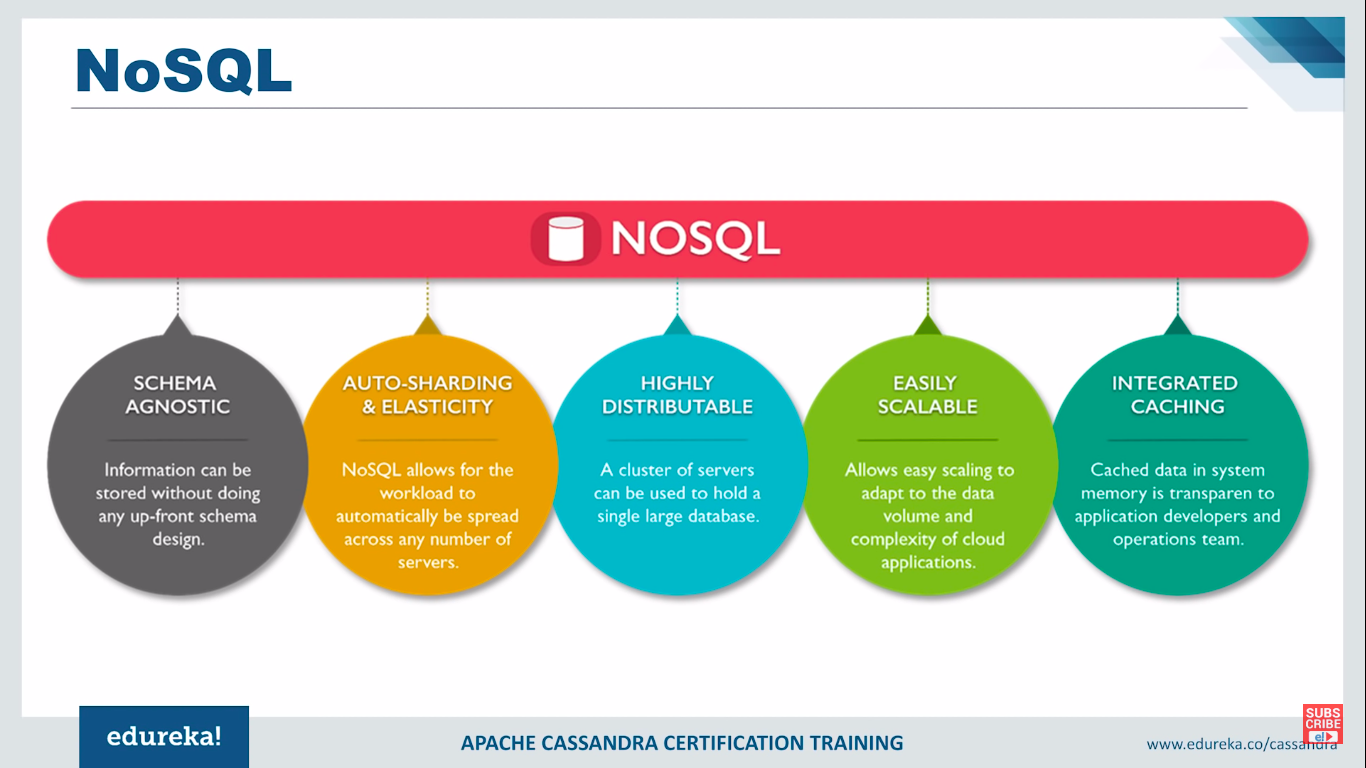 NoSQL
NOSQL
SCHEMA
AGNOSTIC
Information can be
stored without doing
any up-front schema
design.
AUTO-SHARDING
& ELASTICITY
NoSQL allows for the
workload to
automatically be spread
across any number of
servers.
HIGHLY
DISTRIBUTABLE
A cluster of servers
can be used to hold a
single large database.
EASILY
SCALABLE
Allows easy scaling to
adapt to the data
volume and
complexity of cloud
applications.
INTEGRATED
CACHING
Cached data in system
memory is transparen to
application developers and
operations team.
edureka!
APACHE CASSANDRA CERTIFICATION TRAINING
www.edureka.co/cassandra
SUBS
CRIBE
e!